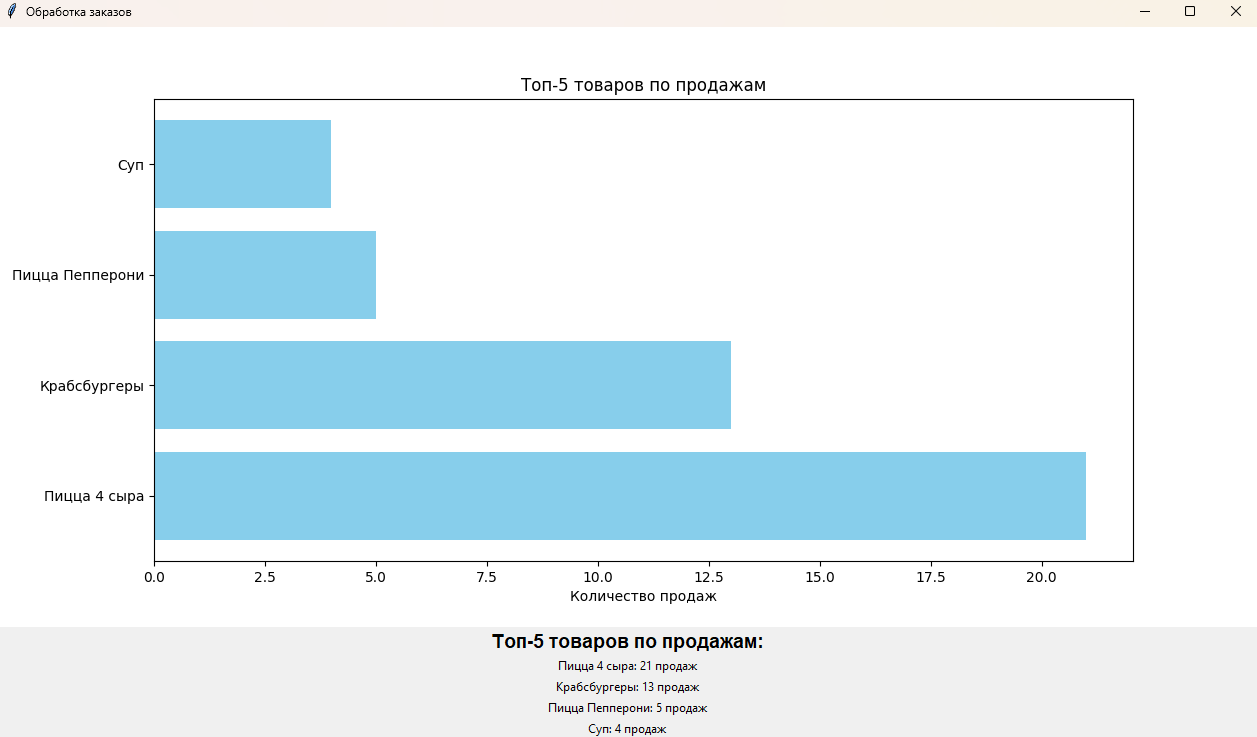 Обработка заказов
Топ-5 товаров по продажам
Суп
Пицца Пепперони
Крабсбургеры
Пицца 4 сыра
0.0 2.5 5.0 7.5 10.0 12.5 15.0 17.5 20.0
Количество продаж
Топ-5 товаров по продажам:
Пицца 4 сыра: 21 продаж
Крабсбургеры: 13 продаж
Пицца Пепперони: 5 продаж
Суп: 4 продаж